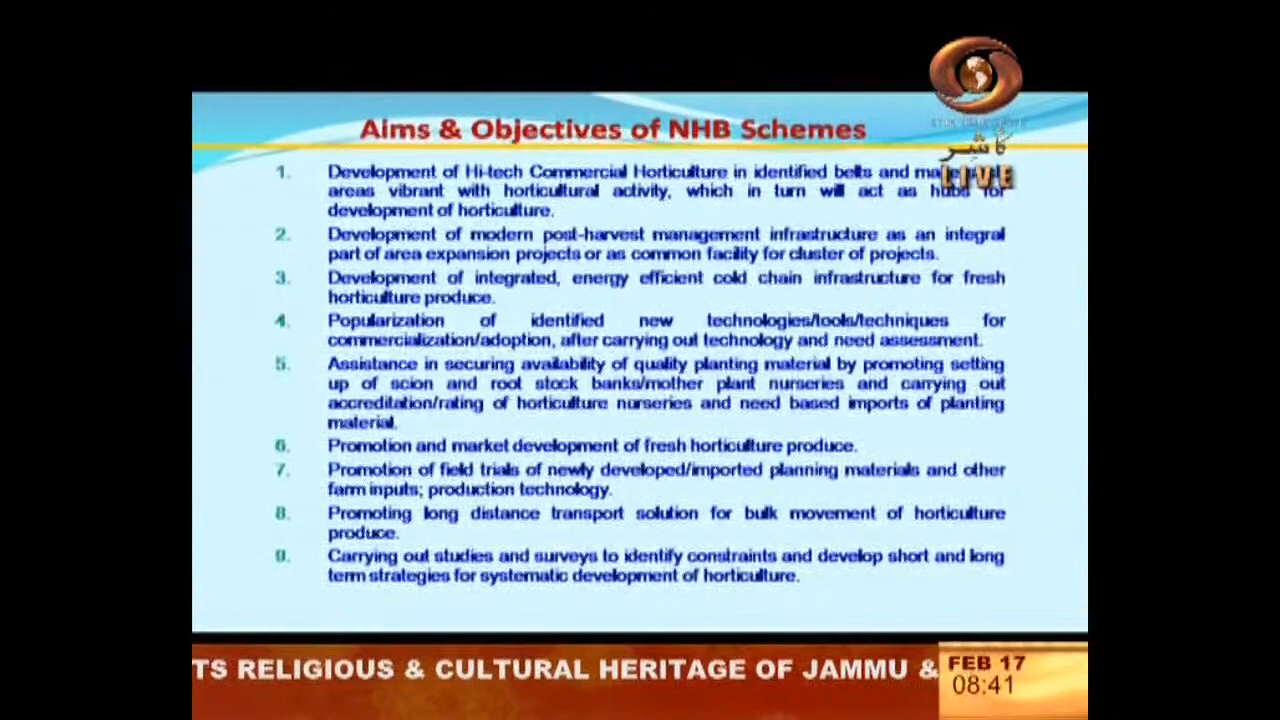 Aims & Objectives of NHB Schemes
1. Development of Hi-tech Commercial Horticulture in identified belts and
areas vibrant with horticultural activity, which in turn will act as hubs for
development of horticulture.
2. Development of modern post-harvest management infrastructure as an integral
part of area expansion projects or as common facility for cluster of projects.
3. Development of integrated, energy efficient cold chain infrastructure for fresh
horticulture produce.
4. Popularization of identified new technologies/tools/techniques for
commercialization/adoption, after carrying out technology and need assessment.
5. Assistance in securing availability of quality planting material by promoting setting
up of scion and root stock banks/mother plant nurseries and carrying out
accreditation/rating of horticulture nurseries and need based imports of planting
material.
6. Promotion and market development of fresh horticulture produce.
7. Promotion of field trials of newly developed/imported planning materials and other
farm inputs; production technology.
8. Promoting long distance transport solution for bulk movement of horticulture
produce.
9. Carrying out studies and surveys to identify constraints and develop short and long
term strategies for systematic development of horticulture.
كٲشُر
LIVE
TS RELIGIOUS & CULTURAL HERITAGE OF JAMMU &
FEB 17
08:41